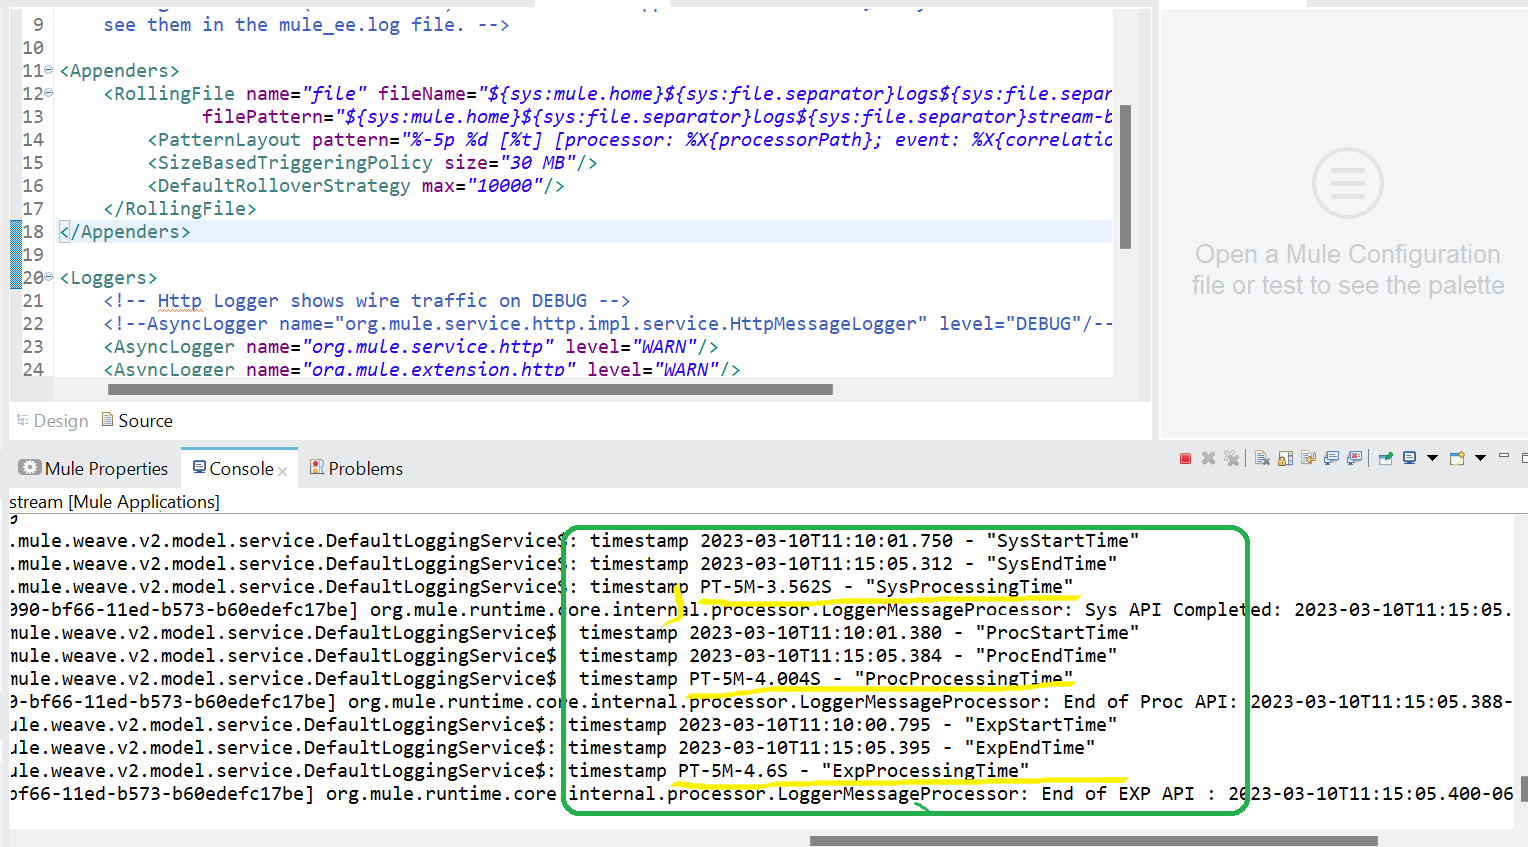 9 see them in the mule_ee.log file. -->
10
11 <Appenders>
12 <RollingFile name="file" fileName="${sys:mule.home}${sys:file.separator}logs${sys:file.separ
13 filePattern="${sys:mule.home}${sys:file.separator}logs${sys:file.separator}stream-b
14 <PatternLayout pattern="%-5p %d [%t] [processor: %X{processorPath}; event: %X{correlatic
15 <SizeBasedTriggeringPolicy size="30 MB"/>
16 <DefaultRolloverStrategy max="10000"/>
17 </RollingFile>
18 </Appenders>
19
20 <Loggers>
21 <!-- Http Logger shows wire traffic on DEBUG -->
22 <!--AsyncLogger name="org.mule.service.http.impl.service.HttpMessageLogger" level="DEBUG"/--
23 <AsyncLogger name="org.mule.service.http" level="WARN"/>
24 <AsyncLogger name="org.mule.extension.http" level="WARN"/>
Open a Mule Configuration
file or test to see the palette
Design Source
Mule Properties Console Problems
stream [Mule Applications]
.mule.weave.v2.model.service.DefaultLoggingService$: timestamp 2023-03-10T11:10:01.750 - "SysStartTime"
.mule.weave.v2.model.service.DefaultLoggingService$: timestamp 2023-03-10T11:15:05.312 - "SysEndTime"
.mule.weave.v2.model.service.DefaultLoggingService$: timestamp PT-5M-3.562S - "SysProcessingTime"
090-bf66-11ed-b573-b60edefc17be] org.mule.runtime.core.internal.processor.LoggerMessageProcessor: Sys API Completed: 2023-03-10T11:15:05.
mule.weave.v2.model.service.DefaultLoggingService$ timestamp 2023-03-10T11:10:01.380 - "ProcStartTime"
mule.weave.v2.model.service.DefaultLoggingService$ timestamp 2023-03-10T11:15:05.384 - "ProcEndTime"
mule.weave.v2.model.service.DefaultLoggingService$ timestamp PT-5M-4.004S - "ProcProcessingTime"
0-bf66-11ed-b573-b60edefc17be] org.mule.runtime.core.internal.processor.LoggerMessageProcessor: End of Proc API: 2023-03-10T11:15:05.388-
ule.weave.v2.model.service.DefaultLoggingService$: timestamp 2023-03-10T11:10:00.795 - "ExpStartTime"
ule.weave.v2.model.service.DefaultLoggingService$: timestamp 2023-03-10T11:15:05.395 - "ExpEndTime"
ule.weave.v2.model.service.DefaultLoggingService$: timestamp PT-5M-4.6S - "ExpProcessingTime"
bf66-11ed-b573-b60edefc17be] org.mule.runtime.core.internal.processor.LoggerMessageProcessor: End of EXP API : 2023-03-10T11:15:05.400-06